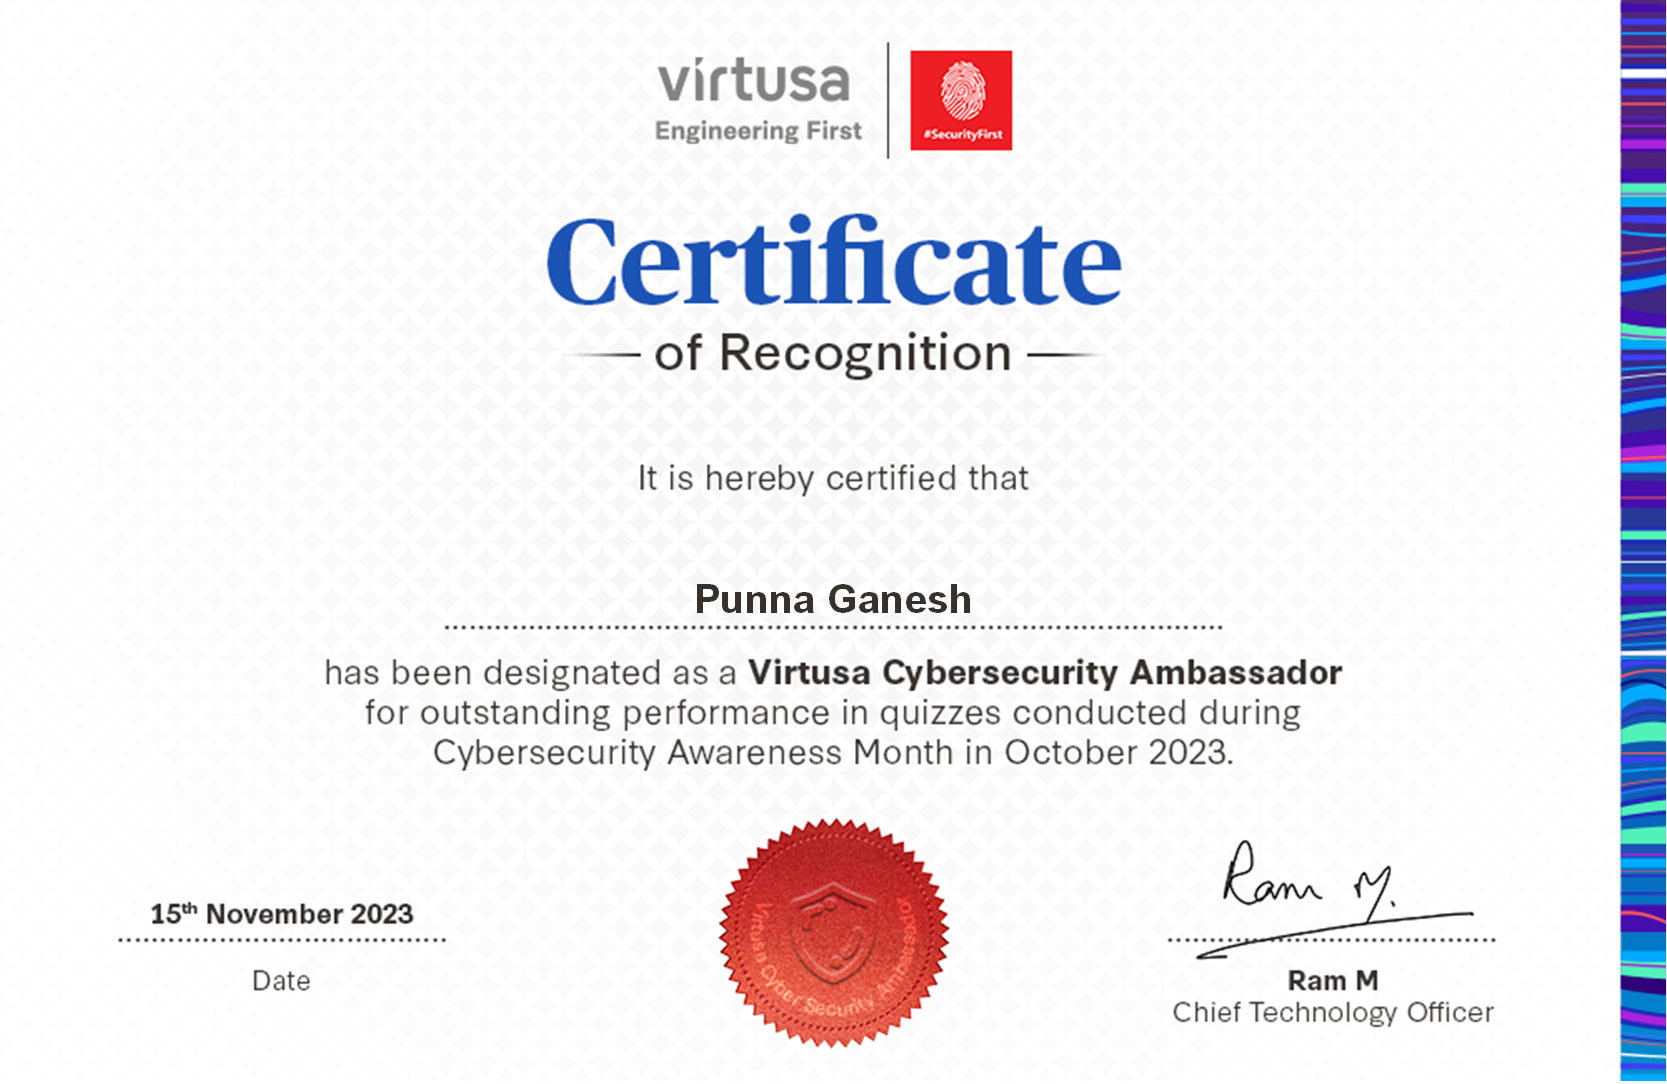 virtusa
Engineering First
#SecurityFirst
Certificate
of Recognition
It is hereby certified that
Punna Ganesh
has been designated as a Virtusa Cybersecurity Ambassador
for outstanding performance in quizzes conducted during
Cybersecurity Awareness Month in October 2023.
15th November 2023
Date
Virtusa Cyber Security Ambassador
Ram M.
Ram M
Chief Technology Officer